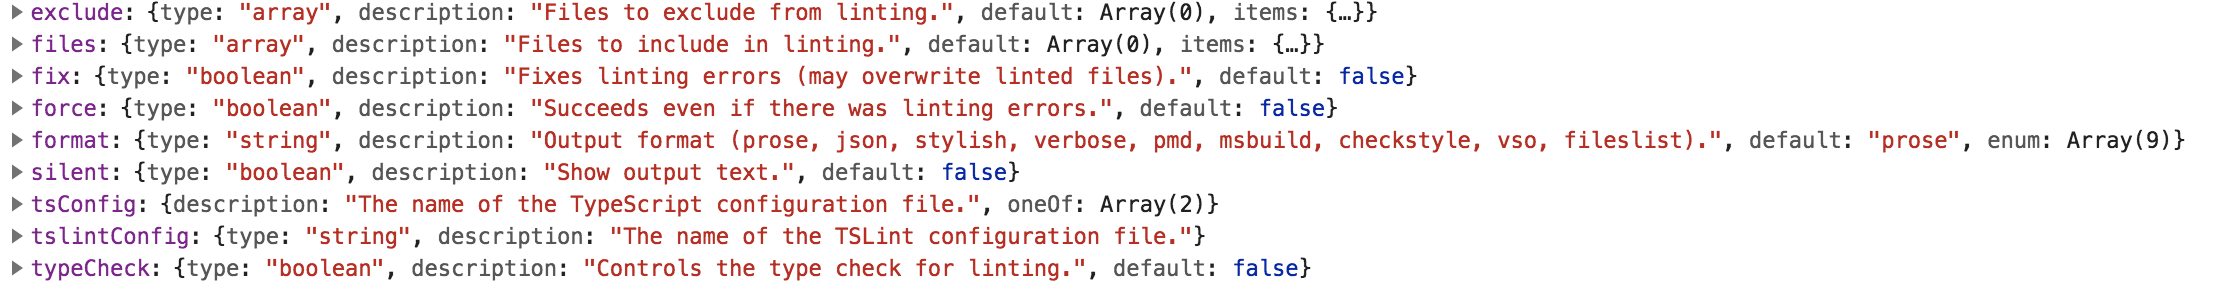 exclude: {type: "array", description: "Files to exclude from linting.", default: Array(0), items: {…}}
files: {type: "array", description: "Files to include in linting.", default: Array(0), items: {…}}
fix: {type: "boolean", description: "Fixes linting errors (may overwrite linted files).", default: false}
force: {type: "boolean", description: "Succeeds even if there was linting errors.", default: false}
format: {type: "string", description: "Output format (prose, json, stylish, verbose, pmd, msbuild, checkstyle, vso, fileslist).", default: "prose", enum: Array(9)}
silent: {type: "boolean", description: "Show output text.", default: false}
tsConfig: {description: "The name of the TypeScript configuration file.", oneOf: Array(2)}
tslintConfig: {type: "string", description: "The name of the TSLint configuration file."}
typeCheck: {type: "boolean", description: "Controls the type check for linting.", default: false}